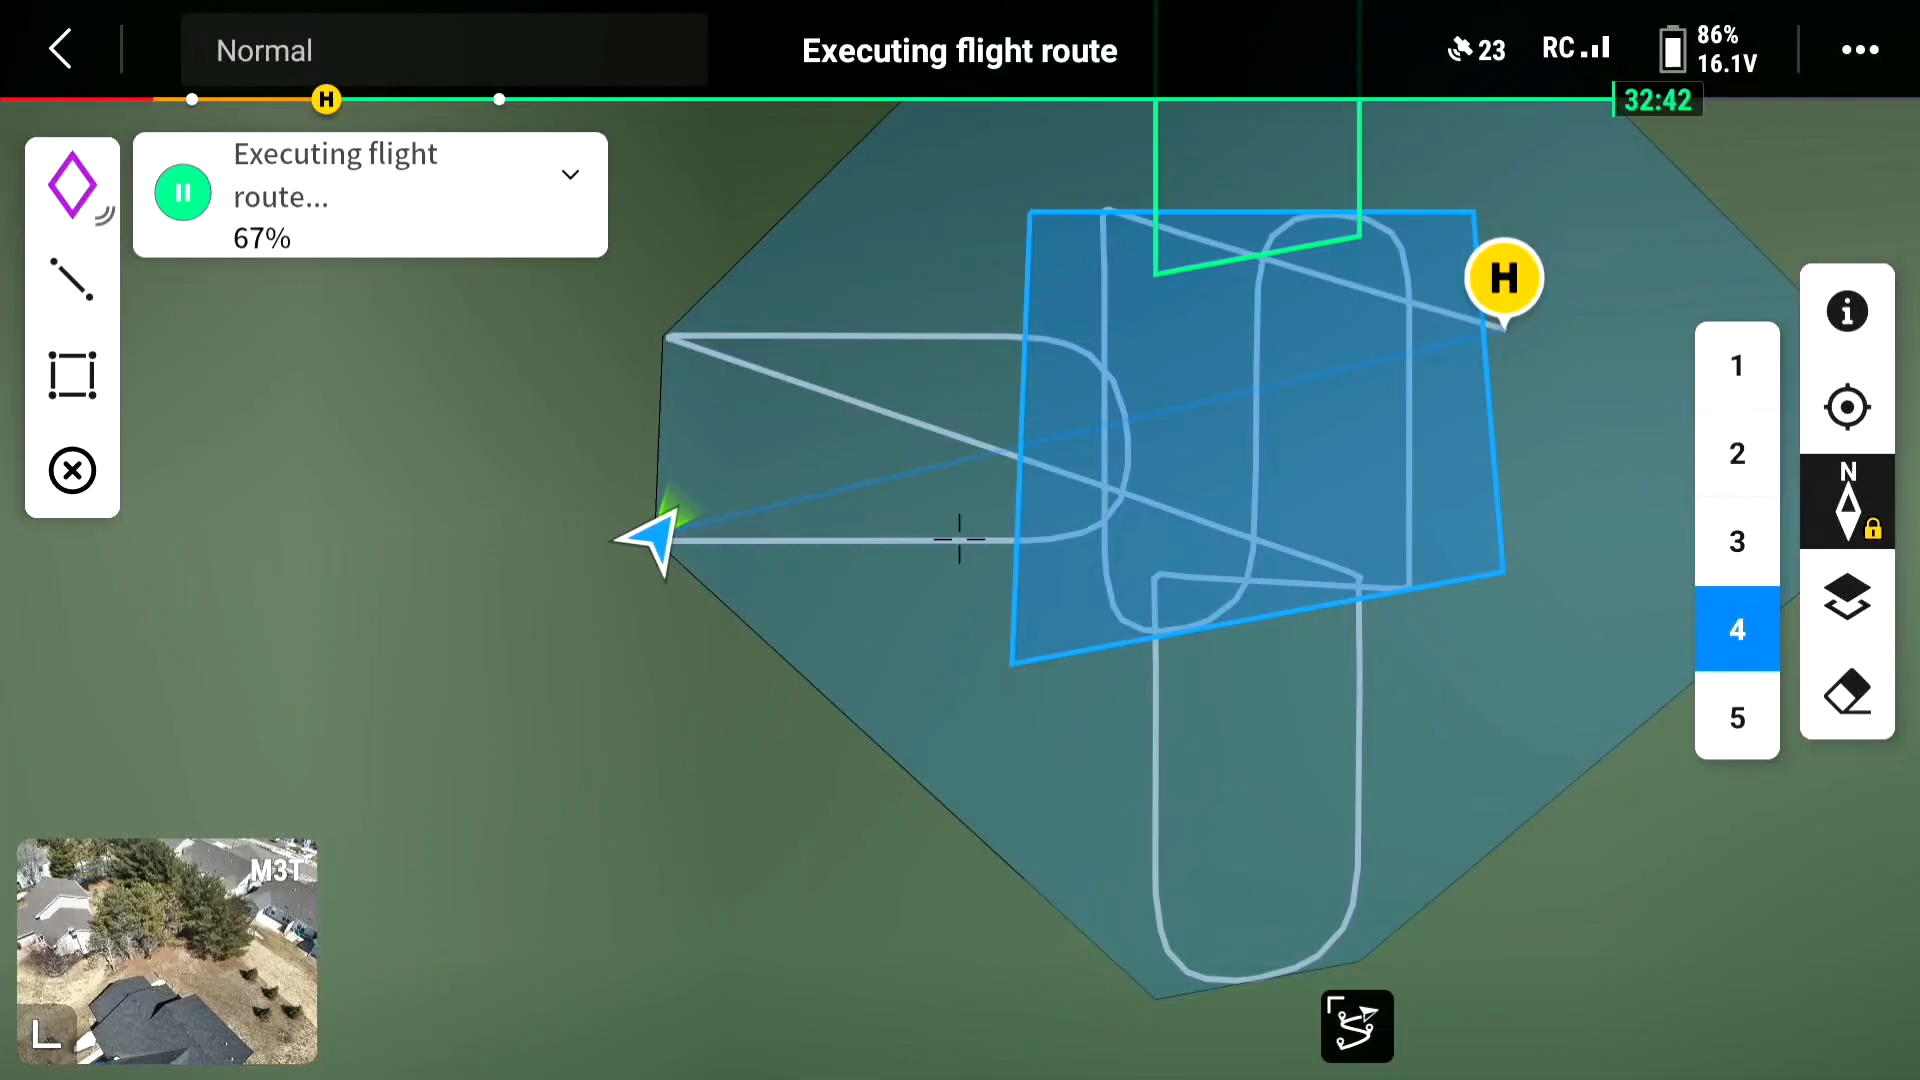 Normal
Executing flight route
23
RC
86%
16.1V
H
32:42
Executing flight
route...
67%
H
N
1
2
3
4
5
M3T